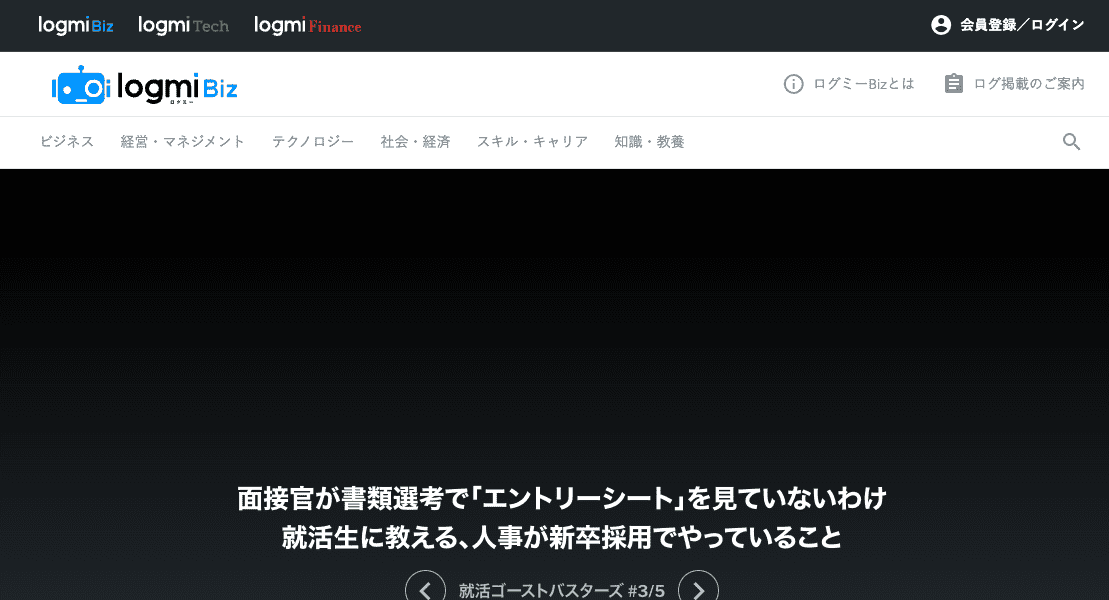 logmi Biz logmi Tech logmi Finance 会員登録／ログイン
logmi Biz ログミーBizとは ログ掲載のご案内
ログミー
ビジネス 経営・マネジメント テクノロジー 社会・経済 スキル・キャリア 知識・教養
面接官が書類選考で「エントリーシート」を見ていないわけ
就活生に教える、人事が新卒採用でやっていること
就活ゴーストバスターズ #3/5